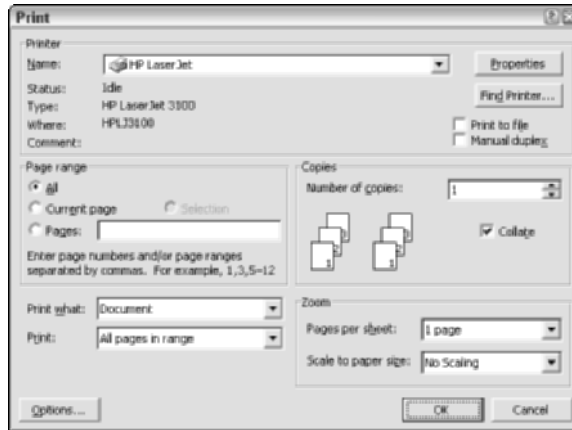 Print
Printer
Name: HP LaserJet
Properties
Status: Idle
Find Printer...
Type: HP LaserJet 3100
Where: HPLJ3100
Print to file
Comment:
Manual duplex
Page range
All
Current page
Selection
Pages:
Enter page numbers and/or page ranges
separated by commas. For example, 1,3,5-12
Copies
Number of copies: 1
Collate
1
1
Print what: Document
Print: All pages in range
Zoom
Pages per sheet: 1 page
Scale to paper size: No Scaling
Options...
OK
Cancel